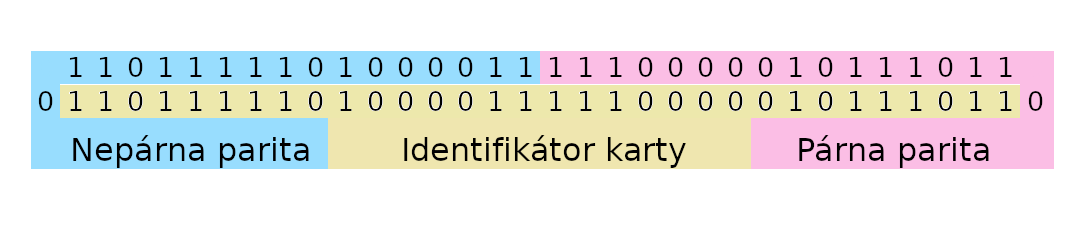 1 1 0 1 1 1 1 1 0 1 0 0 0 0 1 1 1 1 1 0 0 0 0 0 1 0 1 1 1 0 1 1
0 1 1 0 1 1 1 1 1 0 1 0 0 0 0 1 1 1 1 1 0 0 0 0 0 1 0 1 1 1 0 1 1 0
Nepárna parita Identifikátor karty Párna parita